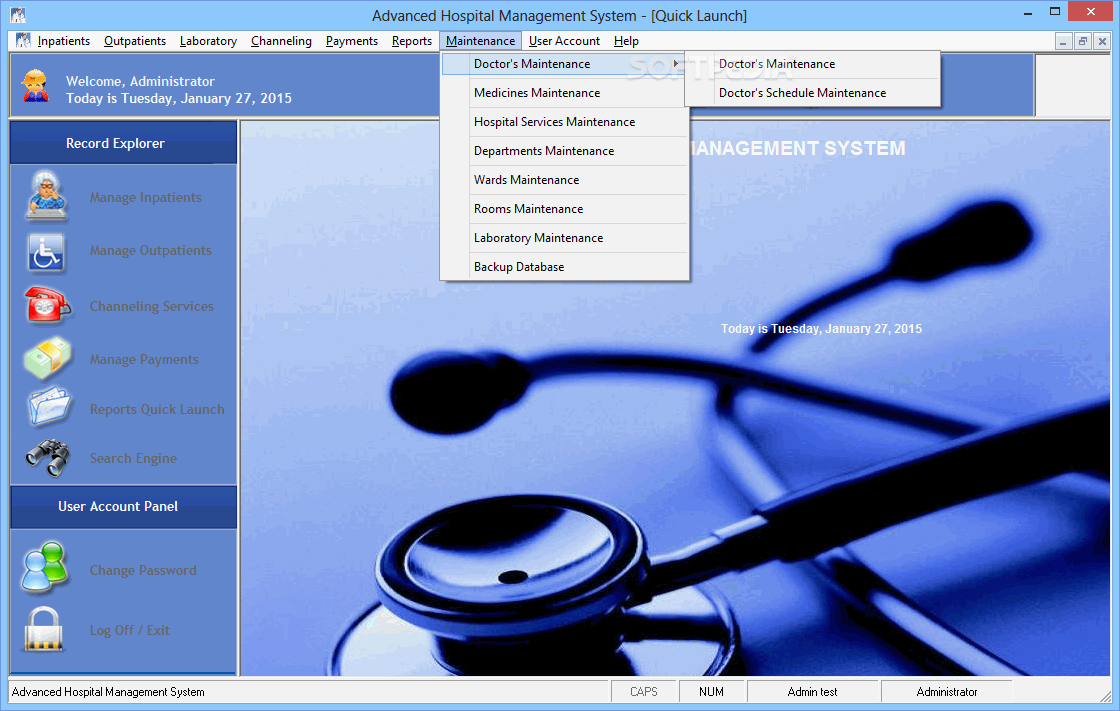 Advanced Hospital Management System - [Quick Launch]
Inpatients Outpatients Laboratory Channeling Payments Reports Maintenance User Account Help
Welcome, Administrator
Today is Tuesday, January 27, 2015
Doctor's Maintenance
Medicines Maintenance
Hospital Services Maintenance
Departments Maintenance
Wards Maintenance
Rooms Maintenance
Laboratory Maintenance
Backup Database
Doctor's Maintenance
Doctor's Schedule Maintenance
SOFTPEDIA
MANAGEMENT SYSTEM
Today is Tuesday, January 27, 2015
Record Explorer
Manage Inpatients
Manage Outpatients
Channeling Services
Manage Payments
Reports Quick Launch
Search Engine
User Account Panel
Change Password
Log Off / Exit
Advanced Hospital Management System CAPS NUM Admin test Administrator